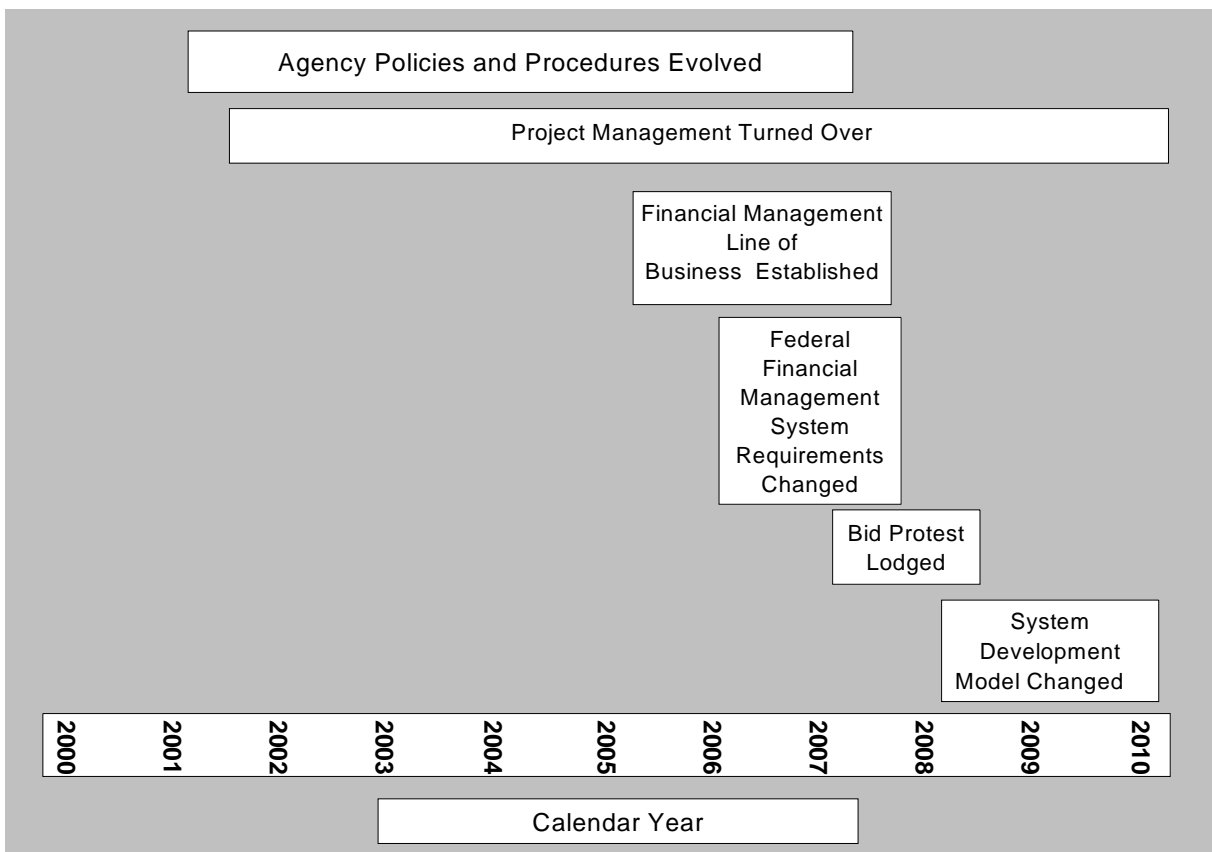 Agency Policies and Procedures Evolved
Project Management Turned Over
Financial Management
Line of
Business Established
Federal
Financial
Management
System
Requirements
Changed
Bid Protest
Lodged
System
Development
Model Changed
2000 2001 2002 2003 2004 2005 2006 2007 2008 2009 2010
Calendar Year